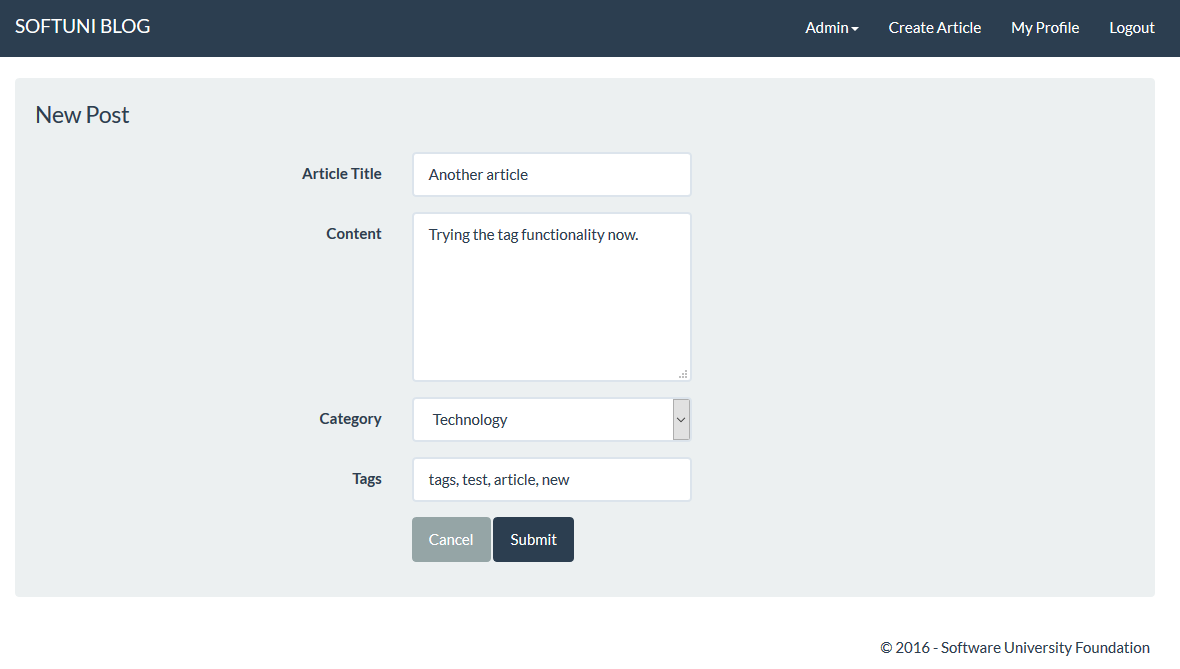 SOFTUNI BLOG
Admin Create Article My Profile Logout
New Post
Article Title Another article
Content Trying the tag functionality now.
Category Technology
Tags tags, test, article, new
Cancel Submit
© 2016 - Software University Foundation